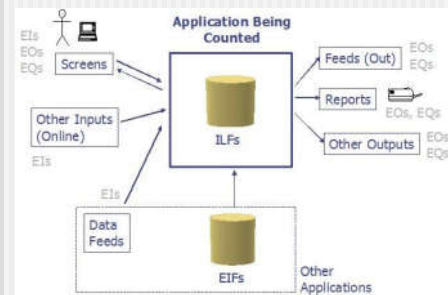 Application Being
Counted
EIs
EOs
EQs
Screens
Other Inputs
(Online)
EIs
ILFs
Feeds (Out)
EOs
EQs
Reports
EOs, EQs
Other Outputs
EOs
EQs
EIs
Data
Feeds
EIFs
Other
Applications